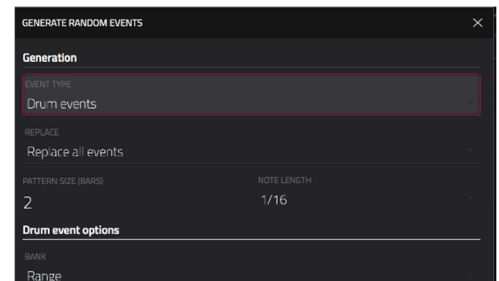 GENERATE RANDOM EVENTS
Generation
EVENT TYPE
Drum events
REPLACE
Replace all events
PATTERN SIZE (BARS) NOTE LENGTH
2 1/16
Drum event options
BANK
Range